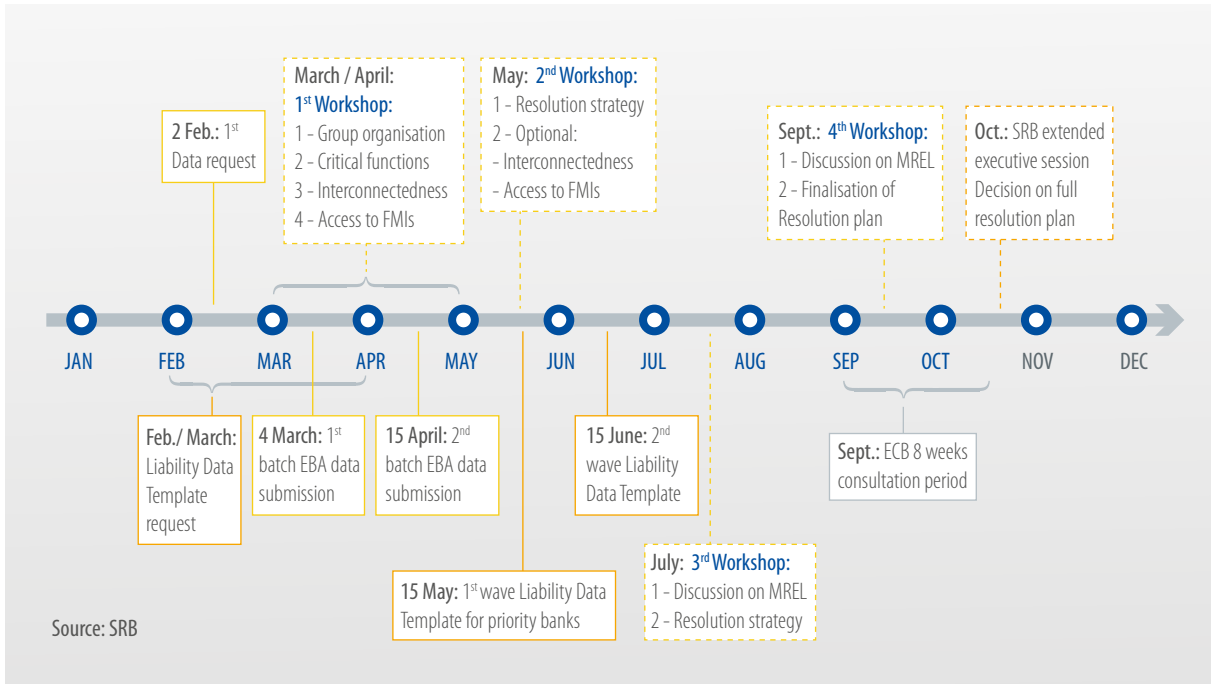 2 Feb.: 1st
Data request
March / April:
1st Workshop:
1 - Group organisation
2 - Critical functions
3 - Interconnectedness
4 - Access to FMIs
May: 2nd Workshop:
1 - Resolution strategy
2 - Optional:
- Interconnectedness
- Access to FMIs
Sept.: 4th Workshop:
1 - Discussion on MREL
2 - Finalisation of
Resolution plan
Oct.: SRB extended
executive session
Decision on full
resolution plan
JAN FEB MAR APR MAY JUN JUL AUG SEP OCT NOV DEC
Feb./ March:
Liability Data
Template
request
4 March: 1st
batch EBA data
submission
15 April: 2nd
batch EBA data
submission
15 May: 1st wave Liability Data
Template for priority banks
15 June: 2nd
wave Liability
Data Template
July: 3rd Workshop:
1 - Discussion on MREL
2 - Resolution strategy
Sept.: ECB 8 weeks
consultation period
Source: SRB